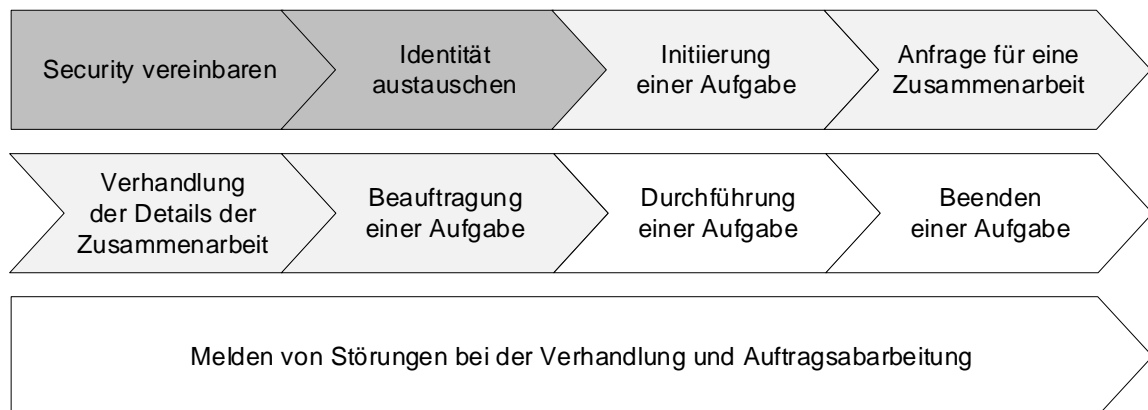 Security vereinbaren
Identität
austauschen
Initiierung
einer Aufgabe
Anfrage für eine
Zusammenarbeit
Verhandlung
der Details der
Zusammenarbeit
Beauftragung
einer Aufgabe
Durchführung
einer Aufgabe
Beenden
einer Aufgabe
Melden von Störungen bei der Verhandlung und Auftragsabarbeitung